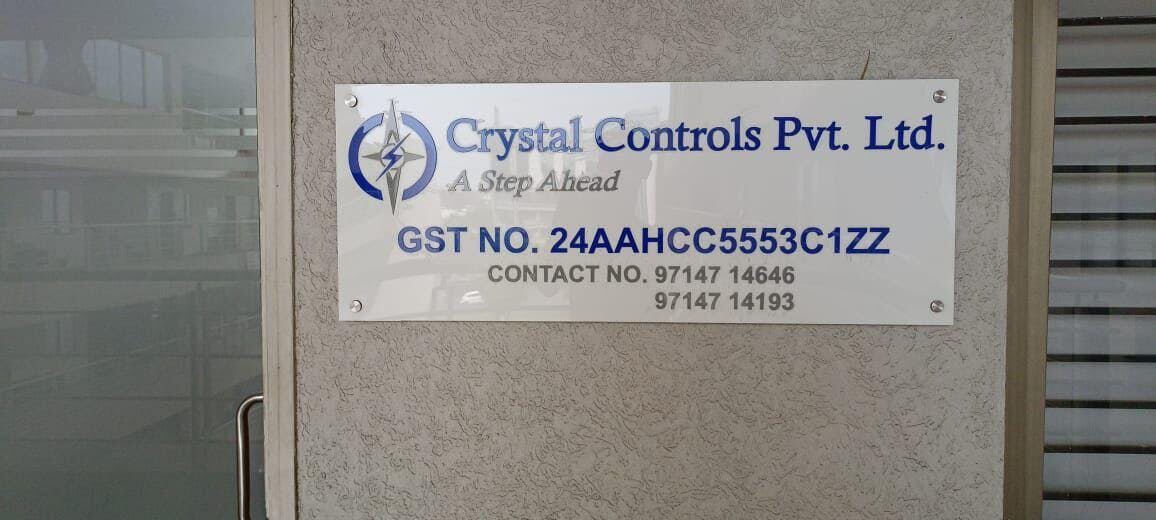 Crystal Controls Pvt. Ltd.
A Step Ahead
GST NO. 24AAHCC5553C1ZZ
CONTACT NO. 97147 14646
97147 14193